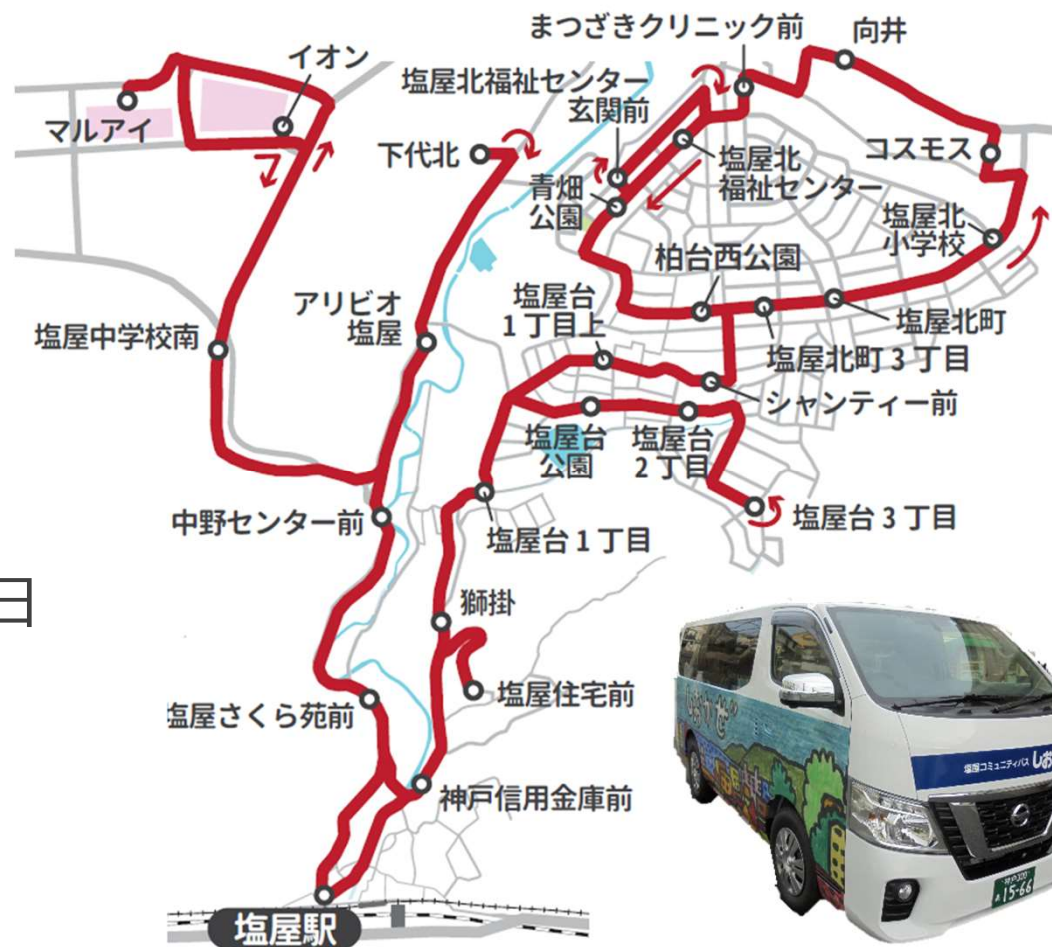 まつざきクリニック前
向井
イオン
塩屋北福祉センター
玄関前
マルアイ
下代北
塩屋北
福祉センター
コスモス
青畑
公園
塩屋北
小学校
柏台西公園
塩屋台
1丁目上
アリビオ
塩屋
塩屋北町
塩屋中学校南
塩屋北町3丁目
シャンティー前
塩屋台
公園
塩屋台
2丁目
中野センター前
塩屋台1丁目
塩屋台3丁目
日
獅掛
塩屋住宅前
塩屋さくら苑前
神戸信用金庫前
塩屋駅
しおかぜ
塩屋コミュニティバス しお
15-66